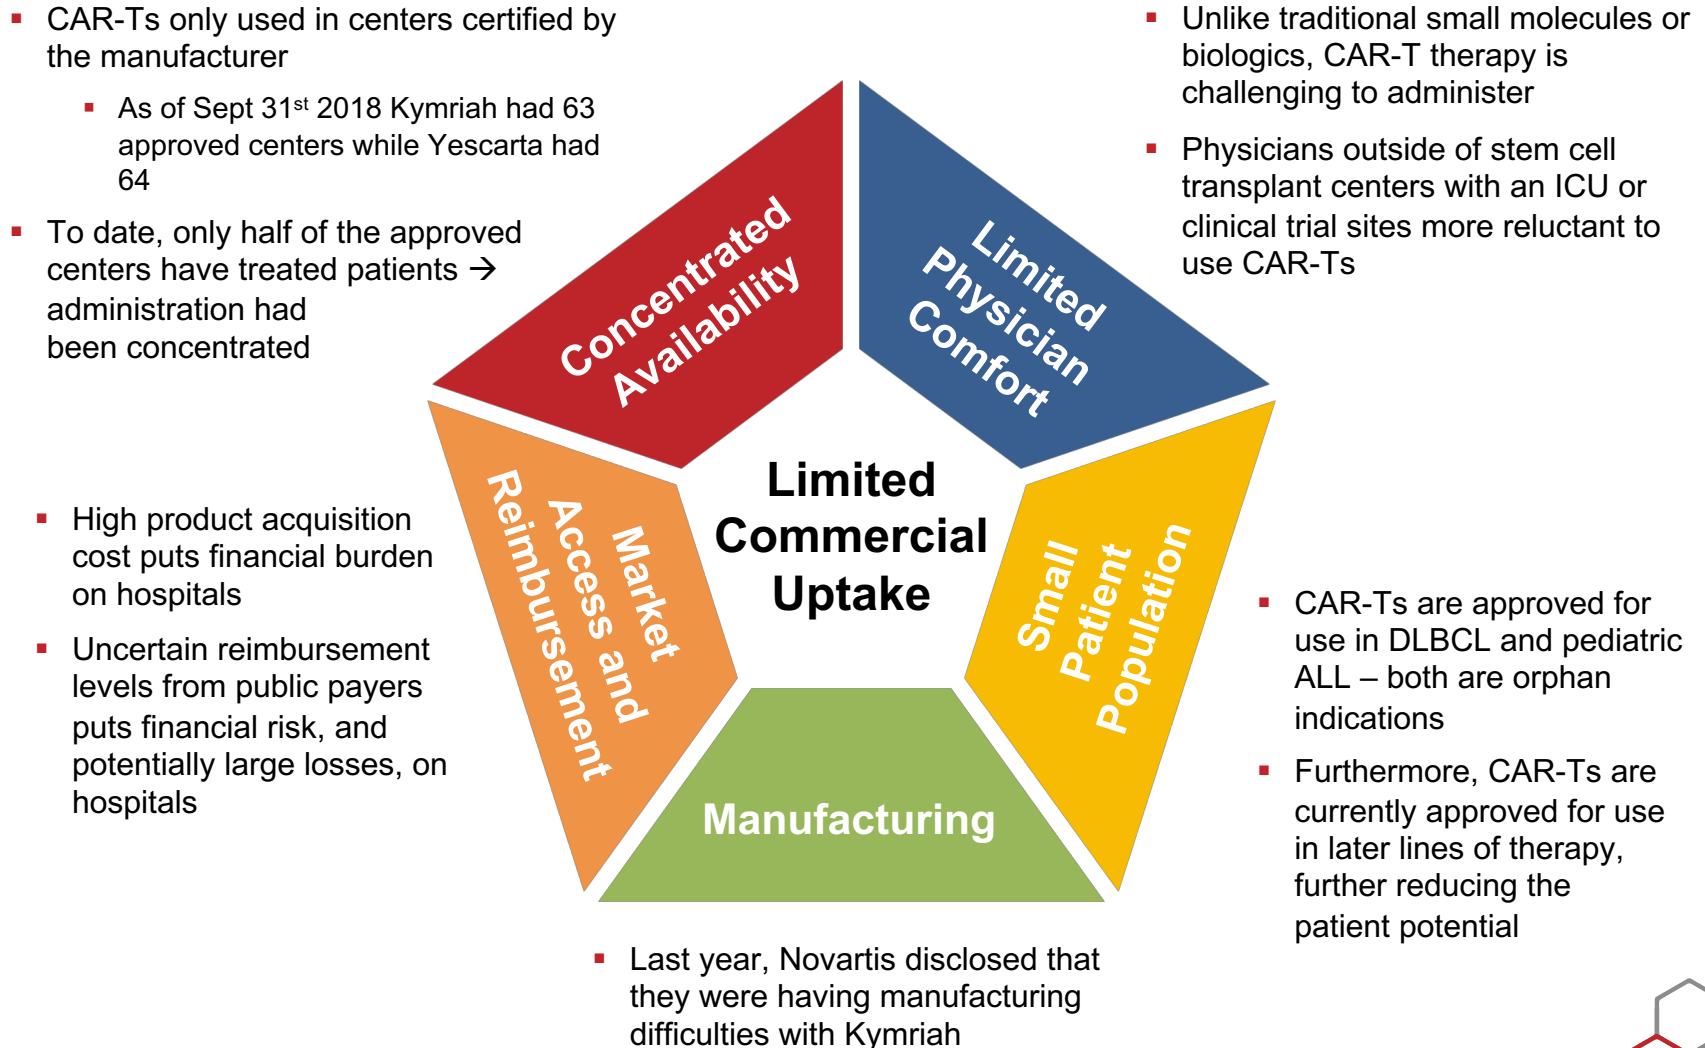 ▪ CAR-Ts only used in centers certified by
the manufacturer
▪ As of Sept 31st 2018 Kymriah had 63
approved centers while Yescarta had
64
▪ To date, only half of the approved
centers have treated patients →
administration had
been concentrated
▪ Unlike traditional small molecules or
biologics, CAR-T therapy is
challenging to administer
▪ Physicians outside of stem cell
transplant centers with an ICU or
clinical trial sites more reluctant to
use CAR-Ts
Concentrated
Availability
Limited
Physician
Comfort
Limited
Commercial
Uptake
Market
Access and
Reimbursement
Small
Patient
Population
Manufacturing
▪ High product acquisition
cost puts financial burden
on hospitals
▪ Uncertain reimbursement
levels from public payers
puts financial risk, and
potentially large losses, on
hospitals
▪ CAR-Ts are approved for
use in DLBCL and pediatric
ALL – both are orphan
indications
▪ Furthermore, CAR-Ts are
currently approved for use
in later lines of therapy,
further reducing the
patient potential
▪ Last year, Novartis disclosed that
they were having manufacturing
difficulties with Kymriah